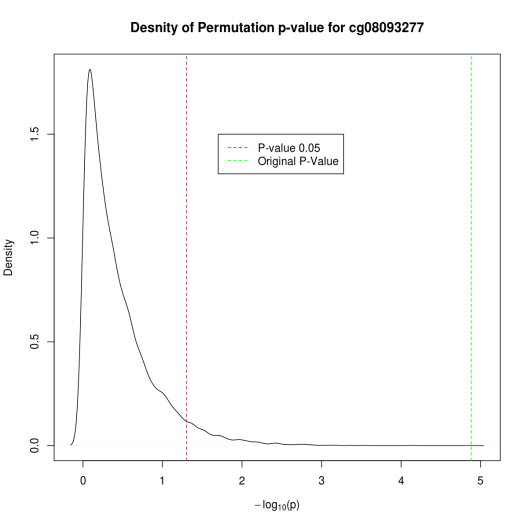 Desnity of Permutation p-value for cg08093277
P-value 0.05
Original P-Value
Density
0.0
0.5
1.0
1.5
0 1 2 3 4 5
−log10(p)